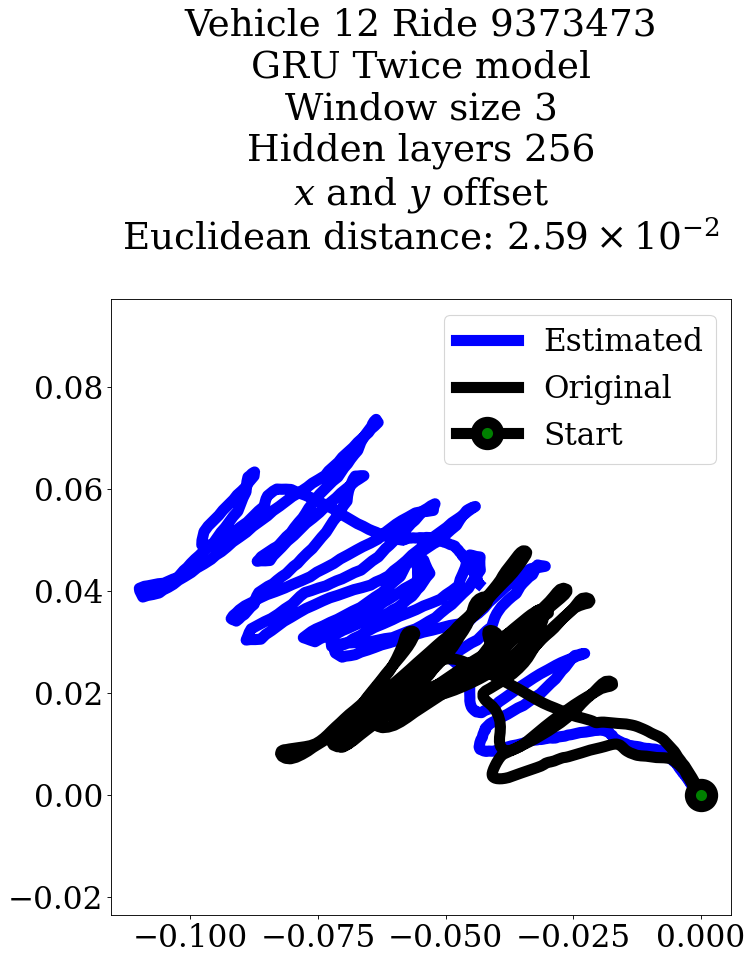 Vehicle 12 Ride 9373473
GRU Twice model
Window size 3
Hidden layers 256
x and y offset
Euclidean distance: 2.59 × 10⁻²
Estimated
Original
Start
0.08
0.06
0.04
0.02
0.00
−0.02
−0.100 −0.075 −0.050 −0.025 0.000